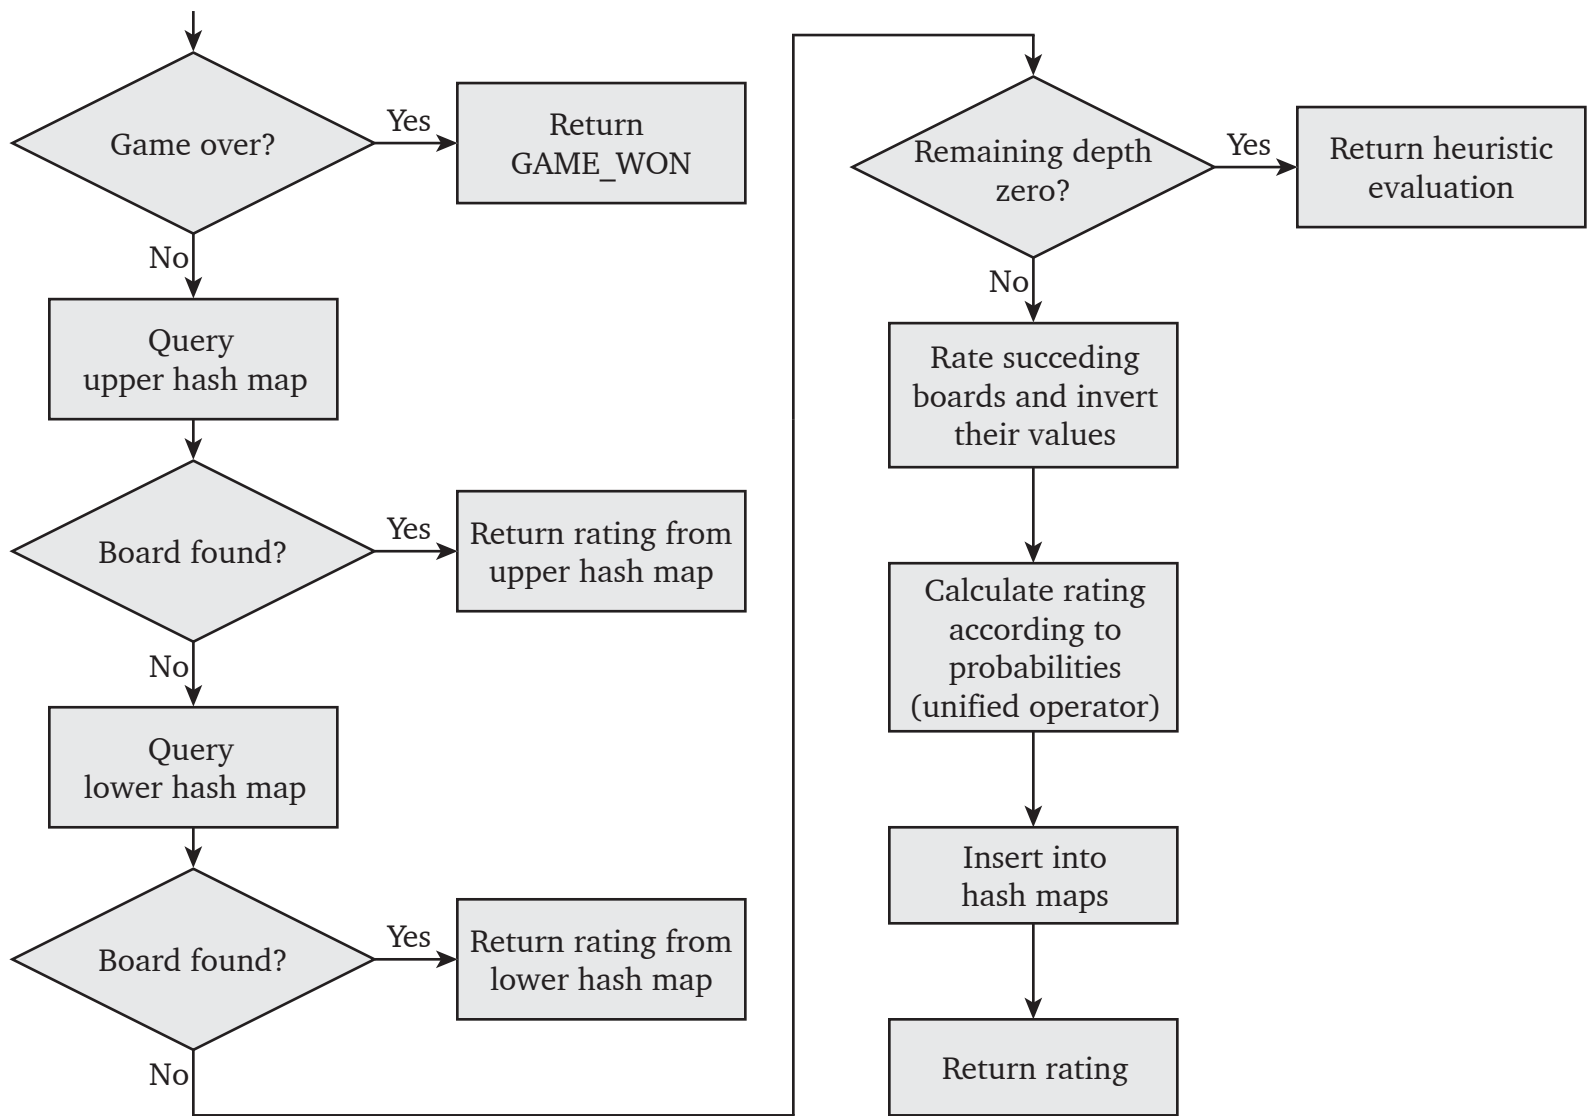 Game over?
Yes
Return
GAME_WON
No
Query
upper hash map
Board found?
Yes
Return rating from
upper hash map
No
Query
lower hash map
Board found?
Yes
Return rating from
lower hash map
No
Remaining depth
zero?
Yes
Return heuristic
evaluation
No
Rate succeding
boards and invert
their values
Calculate rating
according to
probabilities
(unified operator)
Insert into
hash maps
Return rating